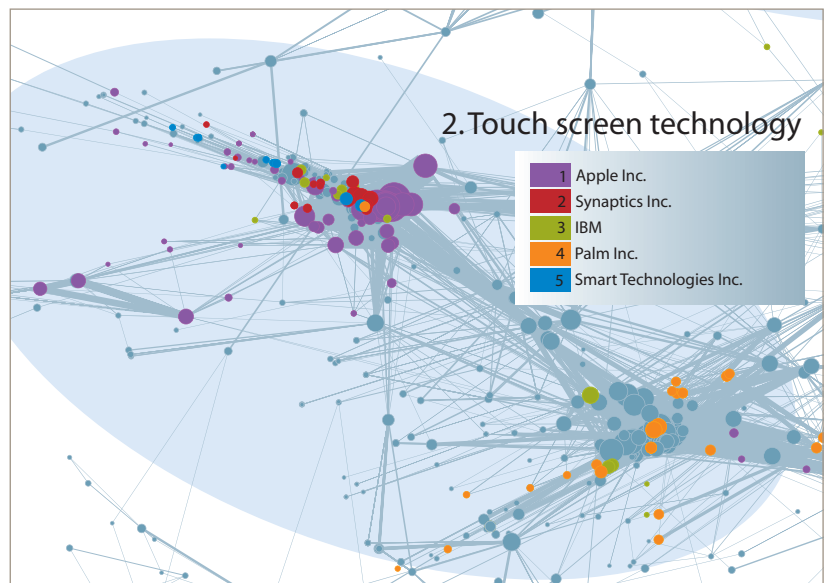 2. Touch screen technology
1 Apple Inc.
2 Synaptics Inc.
3 IBM
4 Palm Inc.
5 Smart Technologies Inc.